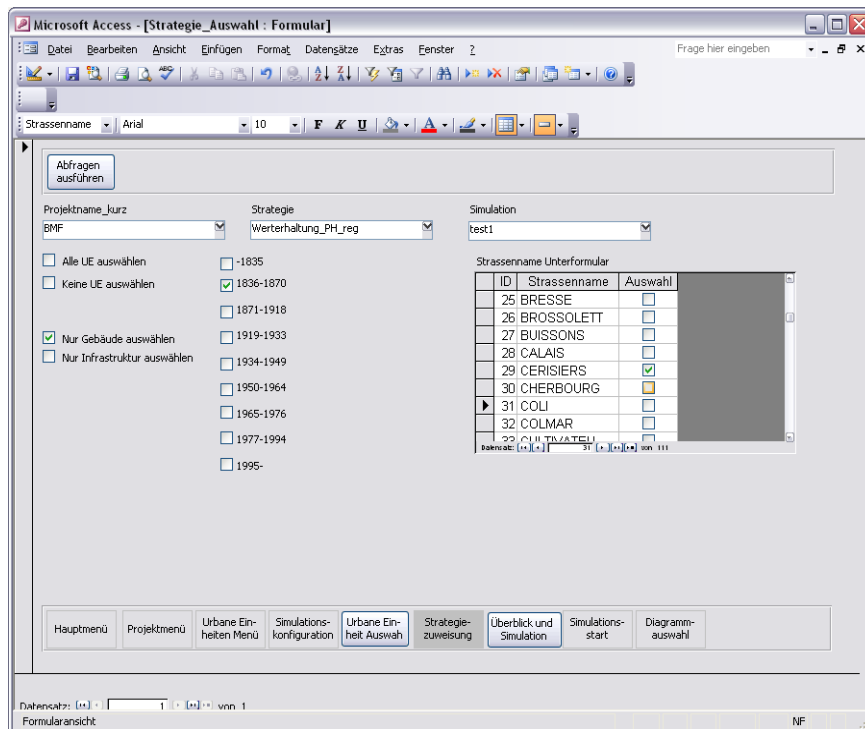 Microsoft Access - [Strategie_Auswahl : Formular]
Datei Bearbeiten Ansicht Einfügen Format Datensätze Extras Fenster ? Frage hier eingeben
Strassenname Arial 10 F K U
Abfragen
ausführen
Projektname_kurz Strategie Simulation
BMF Werterhaltung_PH_reg test1
Alle UE auswählen -1835 Strassenname Unterformular
Keine UE auswählen 1836-1870 ID Strassenname Auswahl
25 BRESSE
1871-1918 26 BROSSOLETT
Nur Gebäude auswählen 1919-1933 27 BUISSONS
Nur Infrastruktur auswählen 1934-1949 28 CALAIS
29 CERISIERS
1950-1964 30 CHERBOURG
1965-1976 31 COLI
32 COLMAR
1977-1994 33 CULTIVATEU
Datensatz: 31 von 111
1995-
Hauptmenü Projektmenü Urbane Ein-
heiten Menü Simulations-
konfiguration Urbane Ein-
heit Auswah Strategie-
zuweisung Überblick und
Simulation Simulations-
start Diagramm-
auswahl
Datensatz: 1 von 1
Formularansicht NF